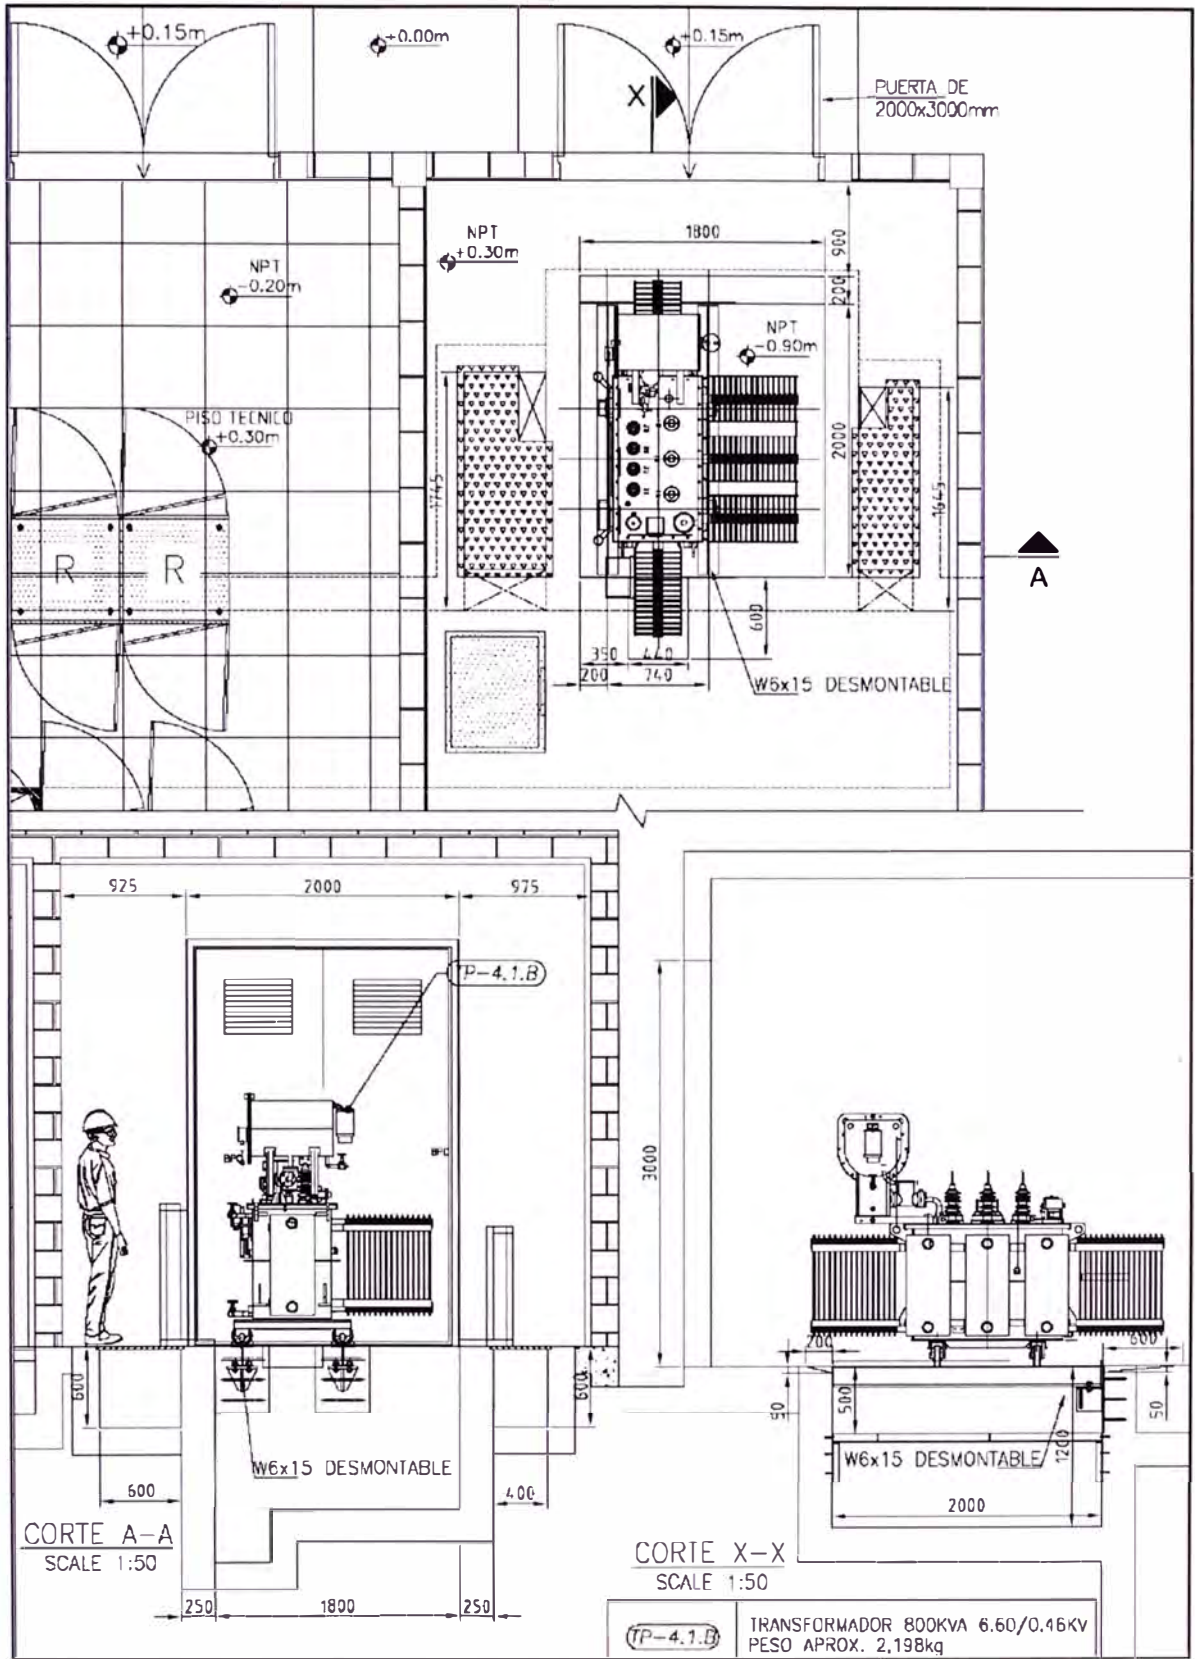 +0.15m
+0.00m
+0.15m
X
PUERTA DE
2000x3000mm
NPT
+0.30m
1800
900
200
NPT
-0.20m
NPT
-0.90m
PISO TECNICO
+0.30m
2000
1745
1645
R
R
A
600
350
440
200
740
W6x15 DESMONTABLE
925
2000
975
TP-4.1.B
3000
200
600
600
600
50
500
1200
50
W6x15 DESMONTABLE
W6x15 DESMONTABLE
600
400
2000
CORTE A-A
SCALE 1:50
CORTE X-X
SCALE 1:50
250
1800
250
TP-4.1.B
TRANSFORMADOR 800KVA 6.60/0.46KV
PESO APROX. 2,198kg